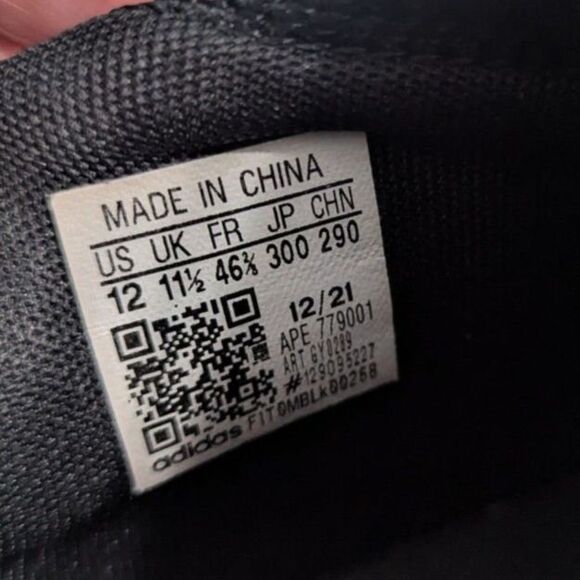 MADE IN CHINA
US UK FR JP CHN
12 11½ 46⅔ 300 290
12/21
APE 779001
ART GY0289
#129095227
adidas FIT0MBLk00268